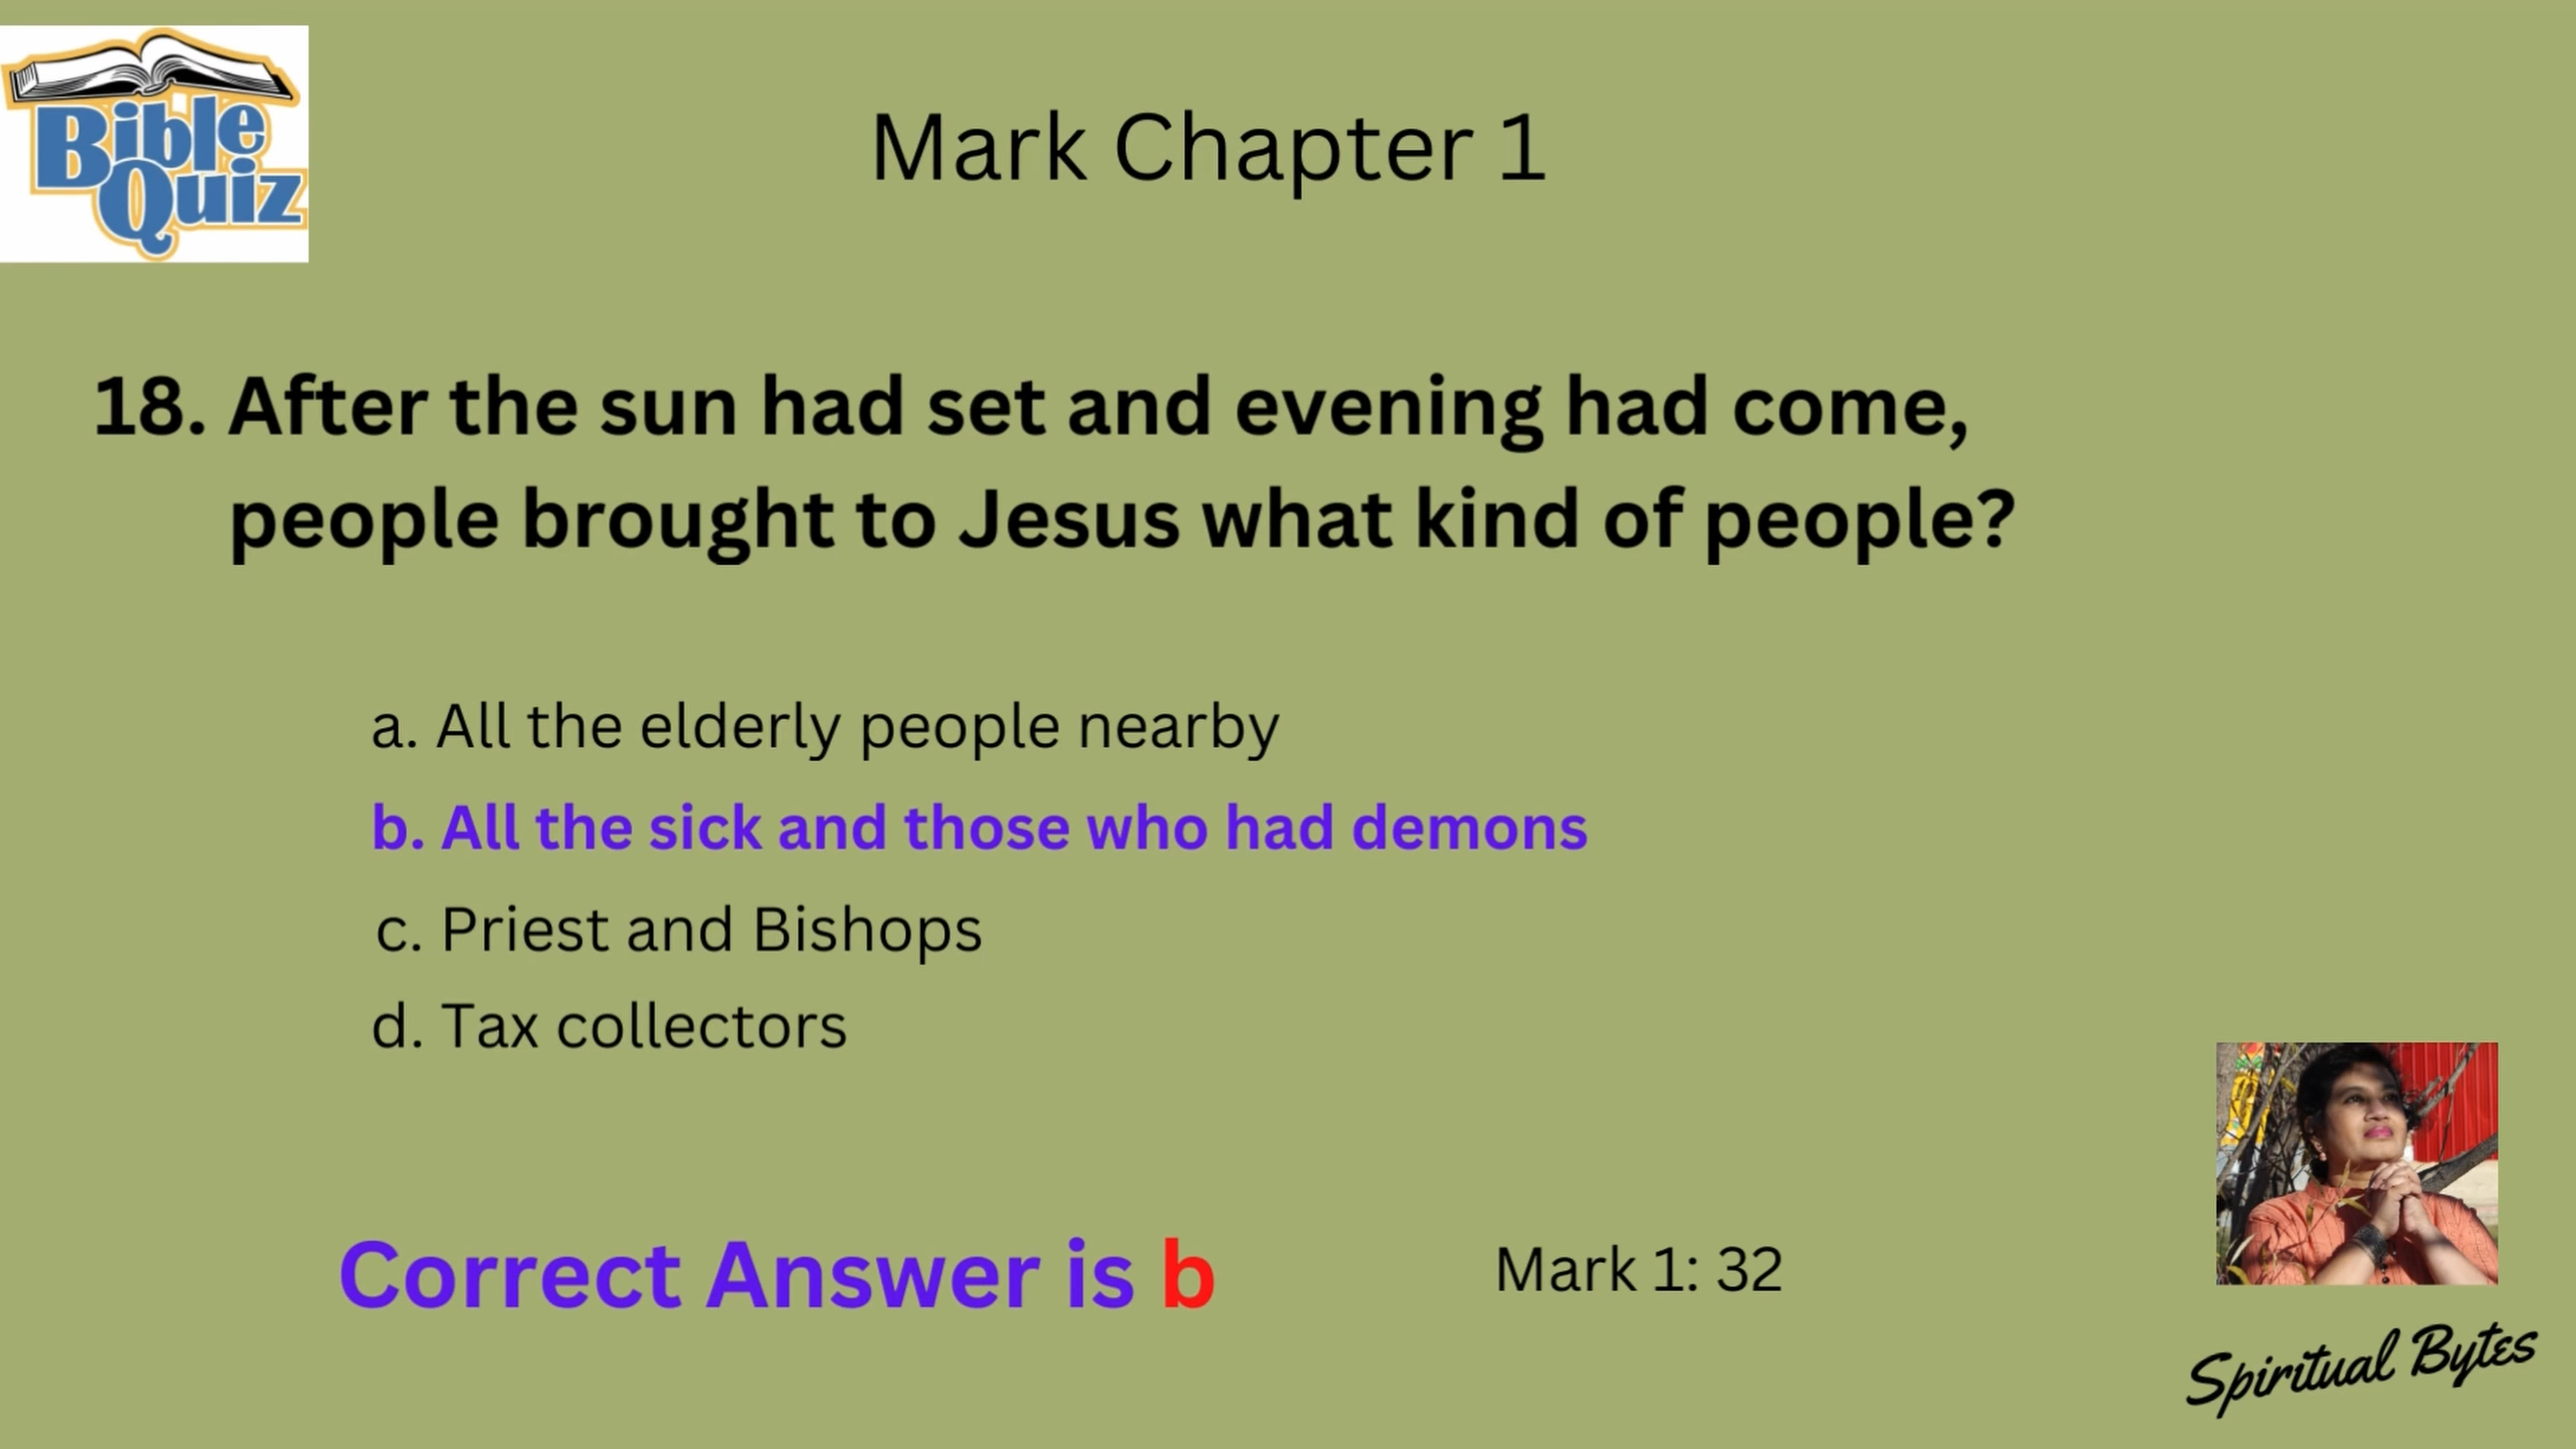 Bible
Quiz
Mark Chapter 1
18. After the sun had set and evening had come,
people brought to Jesus what kind of people?
a. All the elderly people nearby
b. All the sick and those who had demons
c. Priest and Bishops
d. Tax collectors
Correct Answer is b
Mark 1: 32
Spiritual Bytes